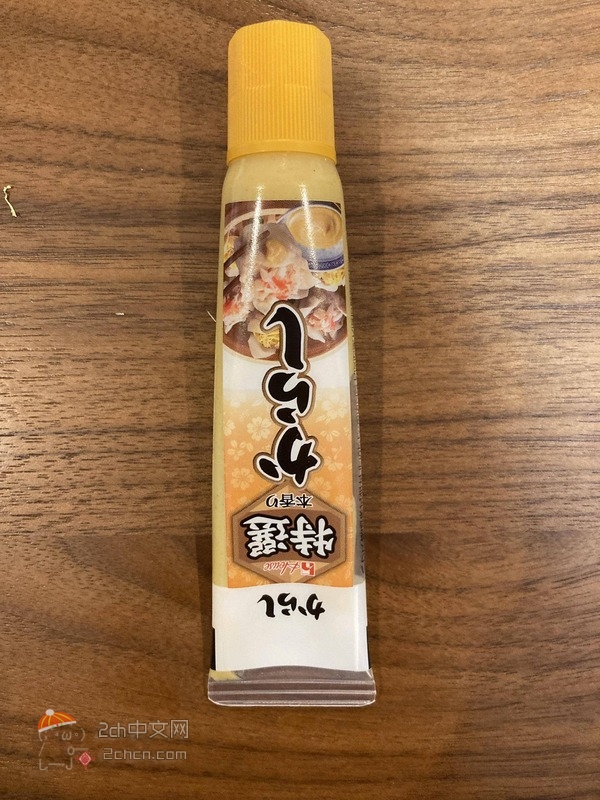 からし
House
特選
本香り
からし
2ch中文网
2chcn.com